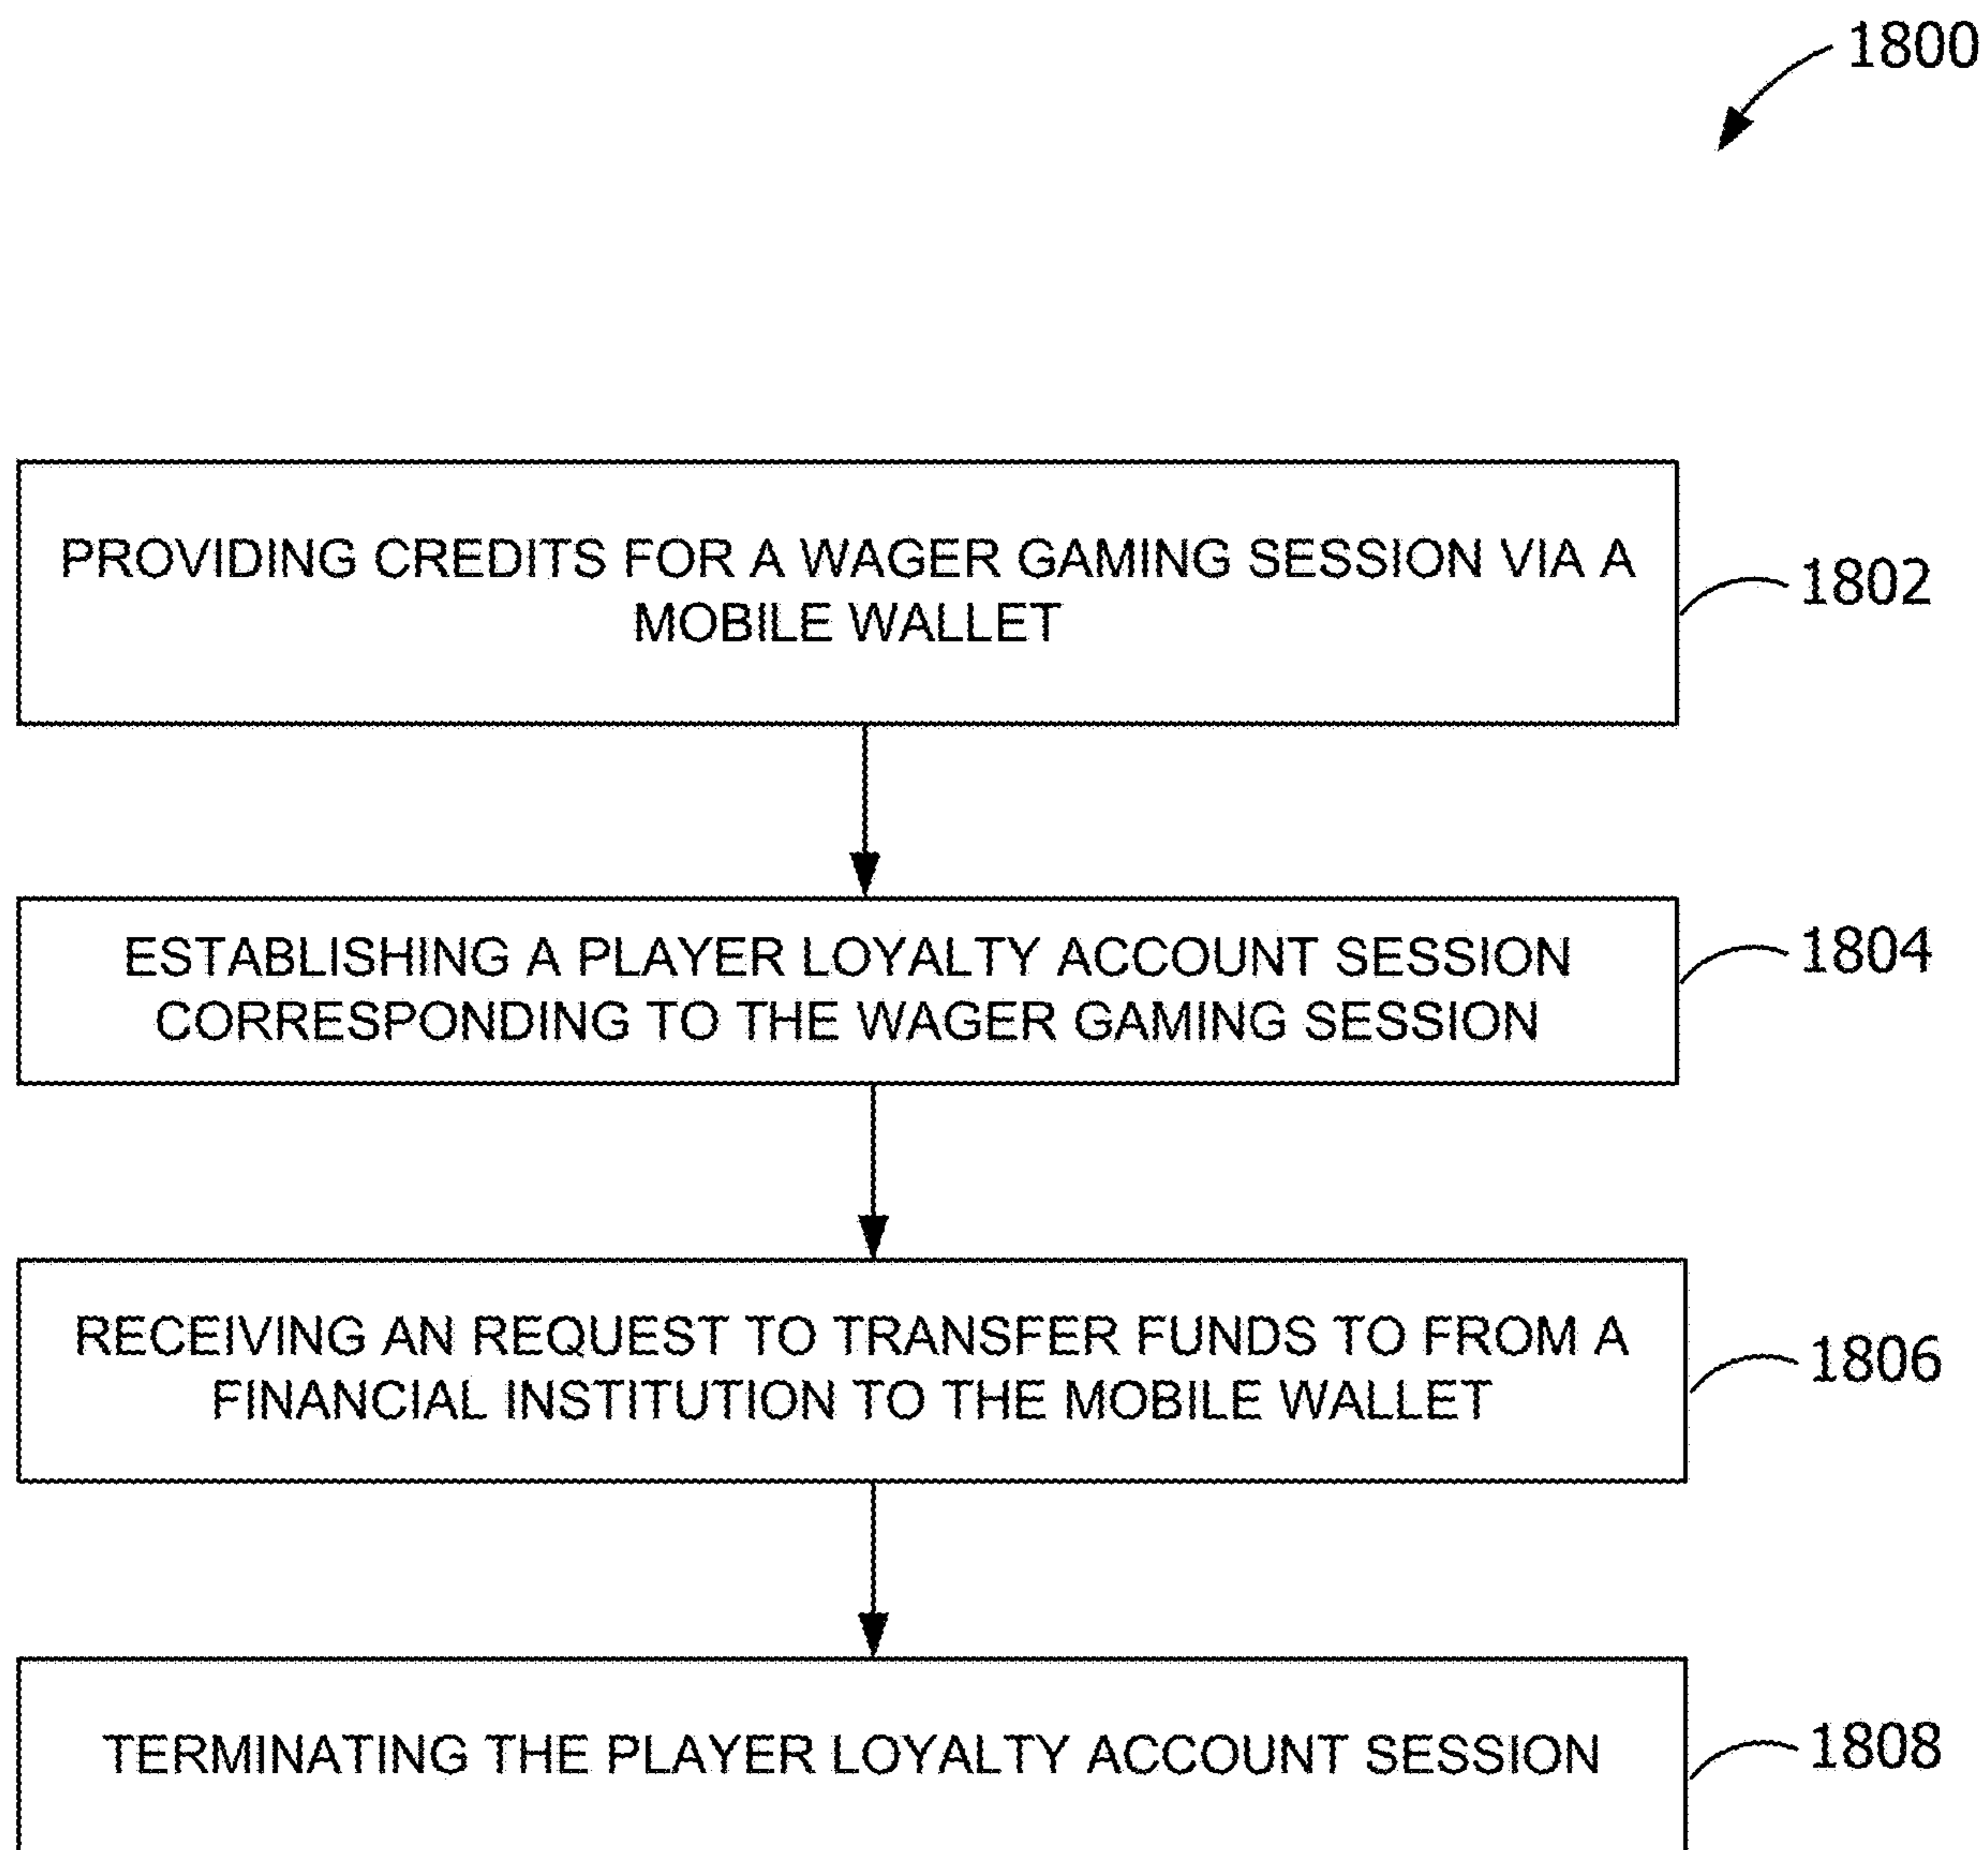 1800
PROVIDING CREDITS FOR A WAGER GAMING SESSION VIA A
MOBILE WALLET
1802
ESTABLISHING A PLAYER LOYALTY ACCOUNT SESSION
CORRESPONDING TO THE WAGER GAMING SESSION
1804
RECEIVING AN REQUEST TO TRANSFER FUNDS TO FROM A
FINANCIAL INSTITUTION TO THE MOBILE WALLET
1806
TERMINATING THE PLAYER LOYALTY ACCOUNT SESSION
1808